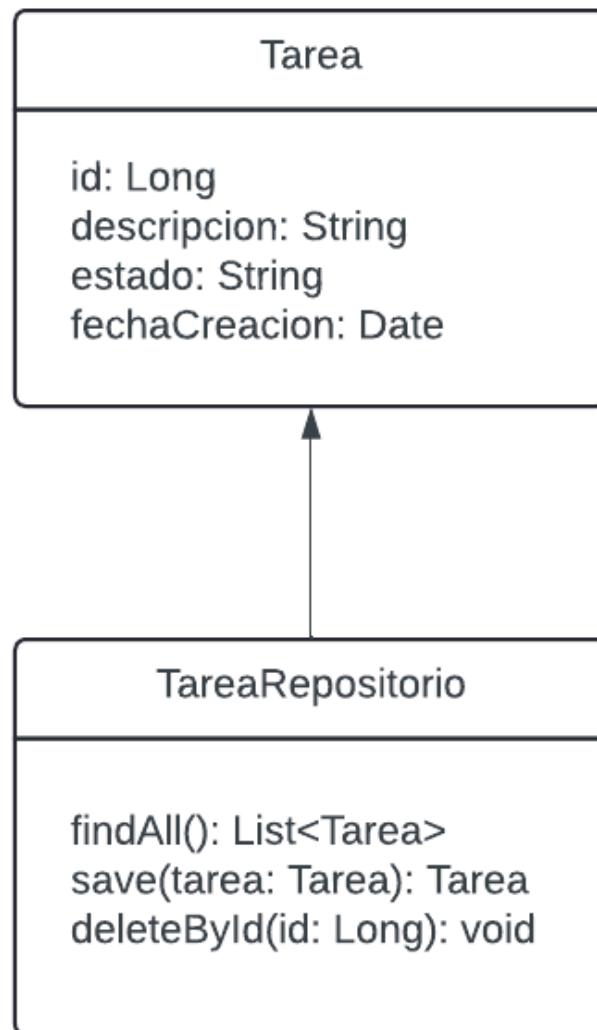 Tarea
id: Long
descripcion: String
estado: String
fechaCreacion: Date
TareaRepositorio
findAll(): List<Tarea>
save(tarea: Tarea): Tarea
deleteById(id: Long): void